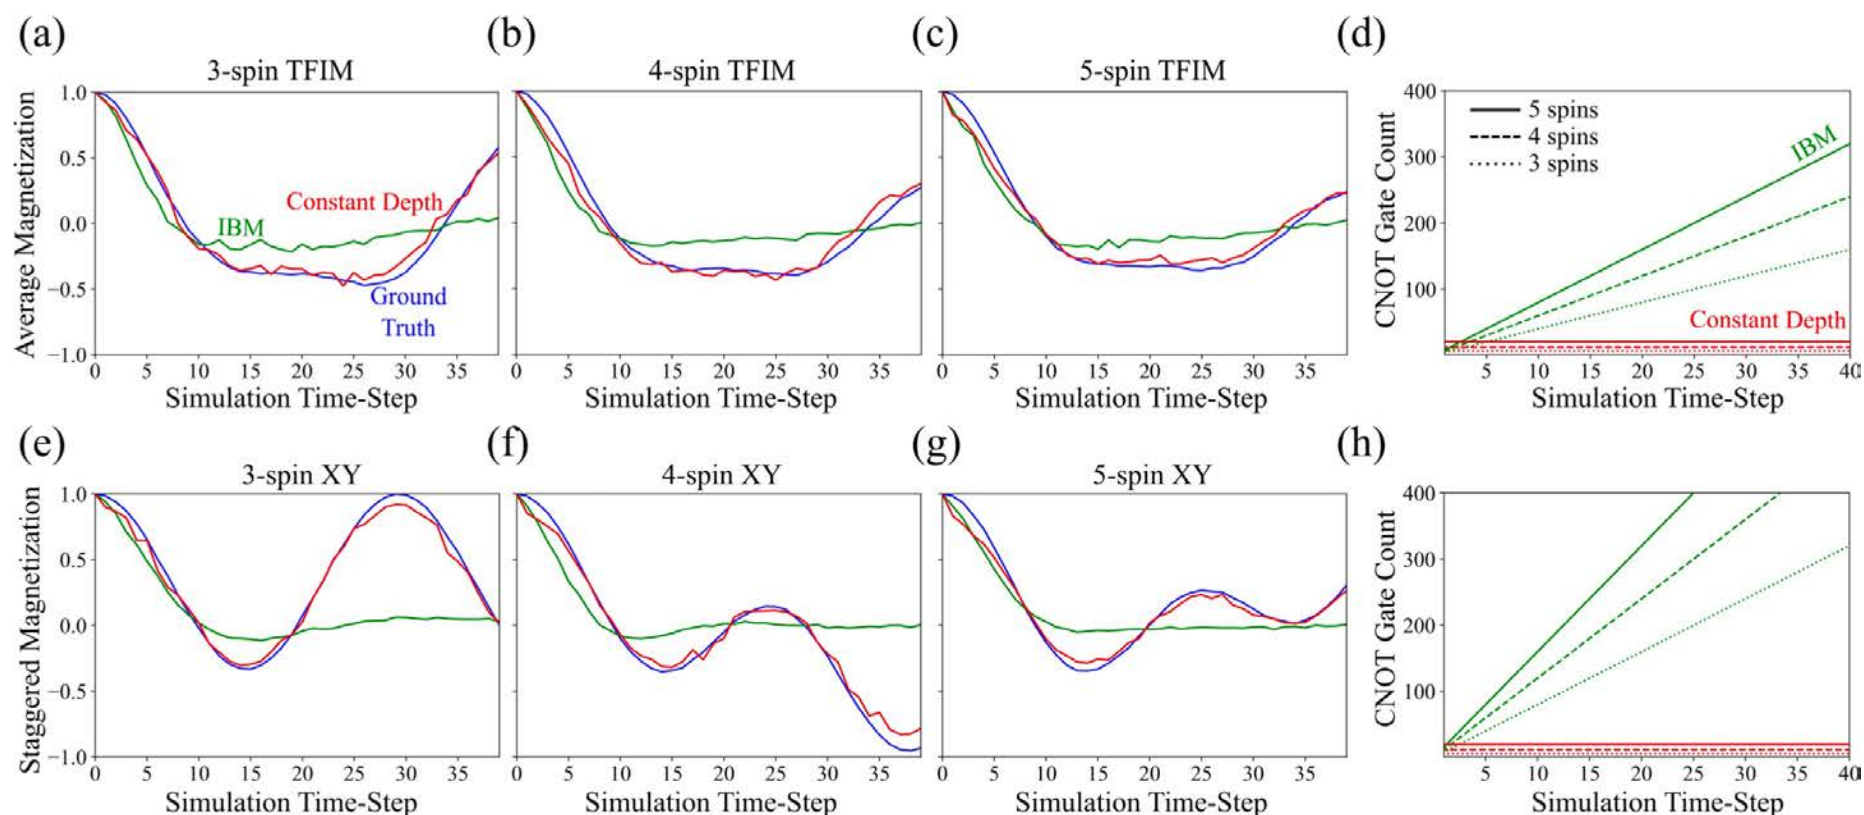 (a)
(b)
(c)
(d)
3-spin TFIM
4-spin TFIM
5-spin TFIM
Average Magnetization
1.0
0.5
0.0
−0.5
−1.0
IBM
Constant Depth
Ground
Truth
0 5 10 15 20 25 30 35
Simulation Time-Step
0 5 10 15 20 25 30 35
Simulation Time-Step
0 5 10 15 20 25 30 35
Simulation Time-Step
CNOT Gate Count
400
300
200
100
5 spins
4 spins
3 spins
IBM
Constant Depth
5 10 15 20 25 30 35 40
Simulation Time-Step
(e)
(f)
(g)
(h)
3-spin XY
4-spin XY
5-spin XY
Staggered Magnetization
1.0
0.5
0.0
−0.5
−1.0
0 5 10 15 20 25 30 35
Simulation Time-Step
0 5 10 15 20 25 30 35
Simulation Time-Step
0 5 10 15 20 25 30 35
Simulation Time-Step
CNOT Gate Count
400
300
200
100
5 10 15 20 25 30 35 40
Simulation Time-Step